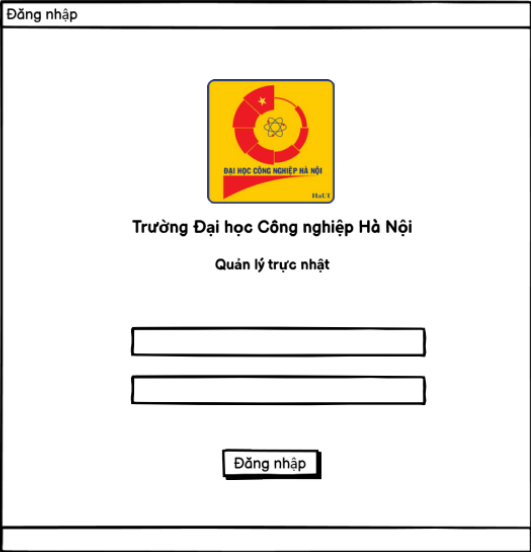 Đăng nhập
ĐẠI HỌC CÔNG NGHIỆP HÀ NỘI
HaUI
Trường Đại học Công nghiệp Hà Nội
Quản lý trực nhật
Đăng nhập